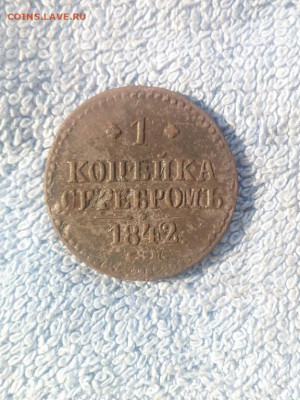 COINS.LAVE.RU
1
КОПѢЙКА
СЕРЕБРОМЪ
1842